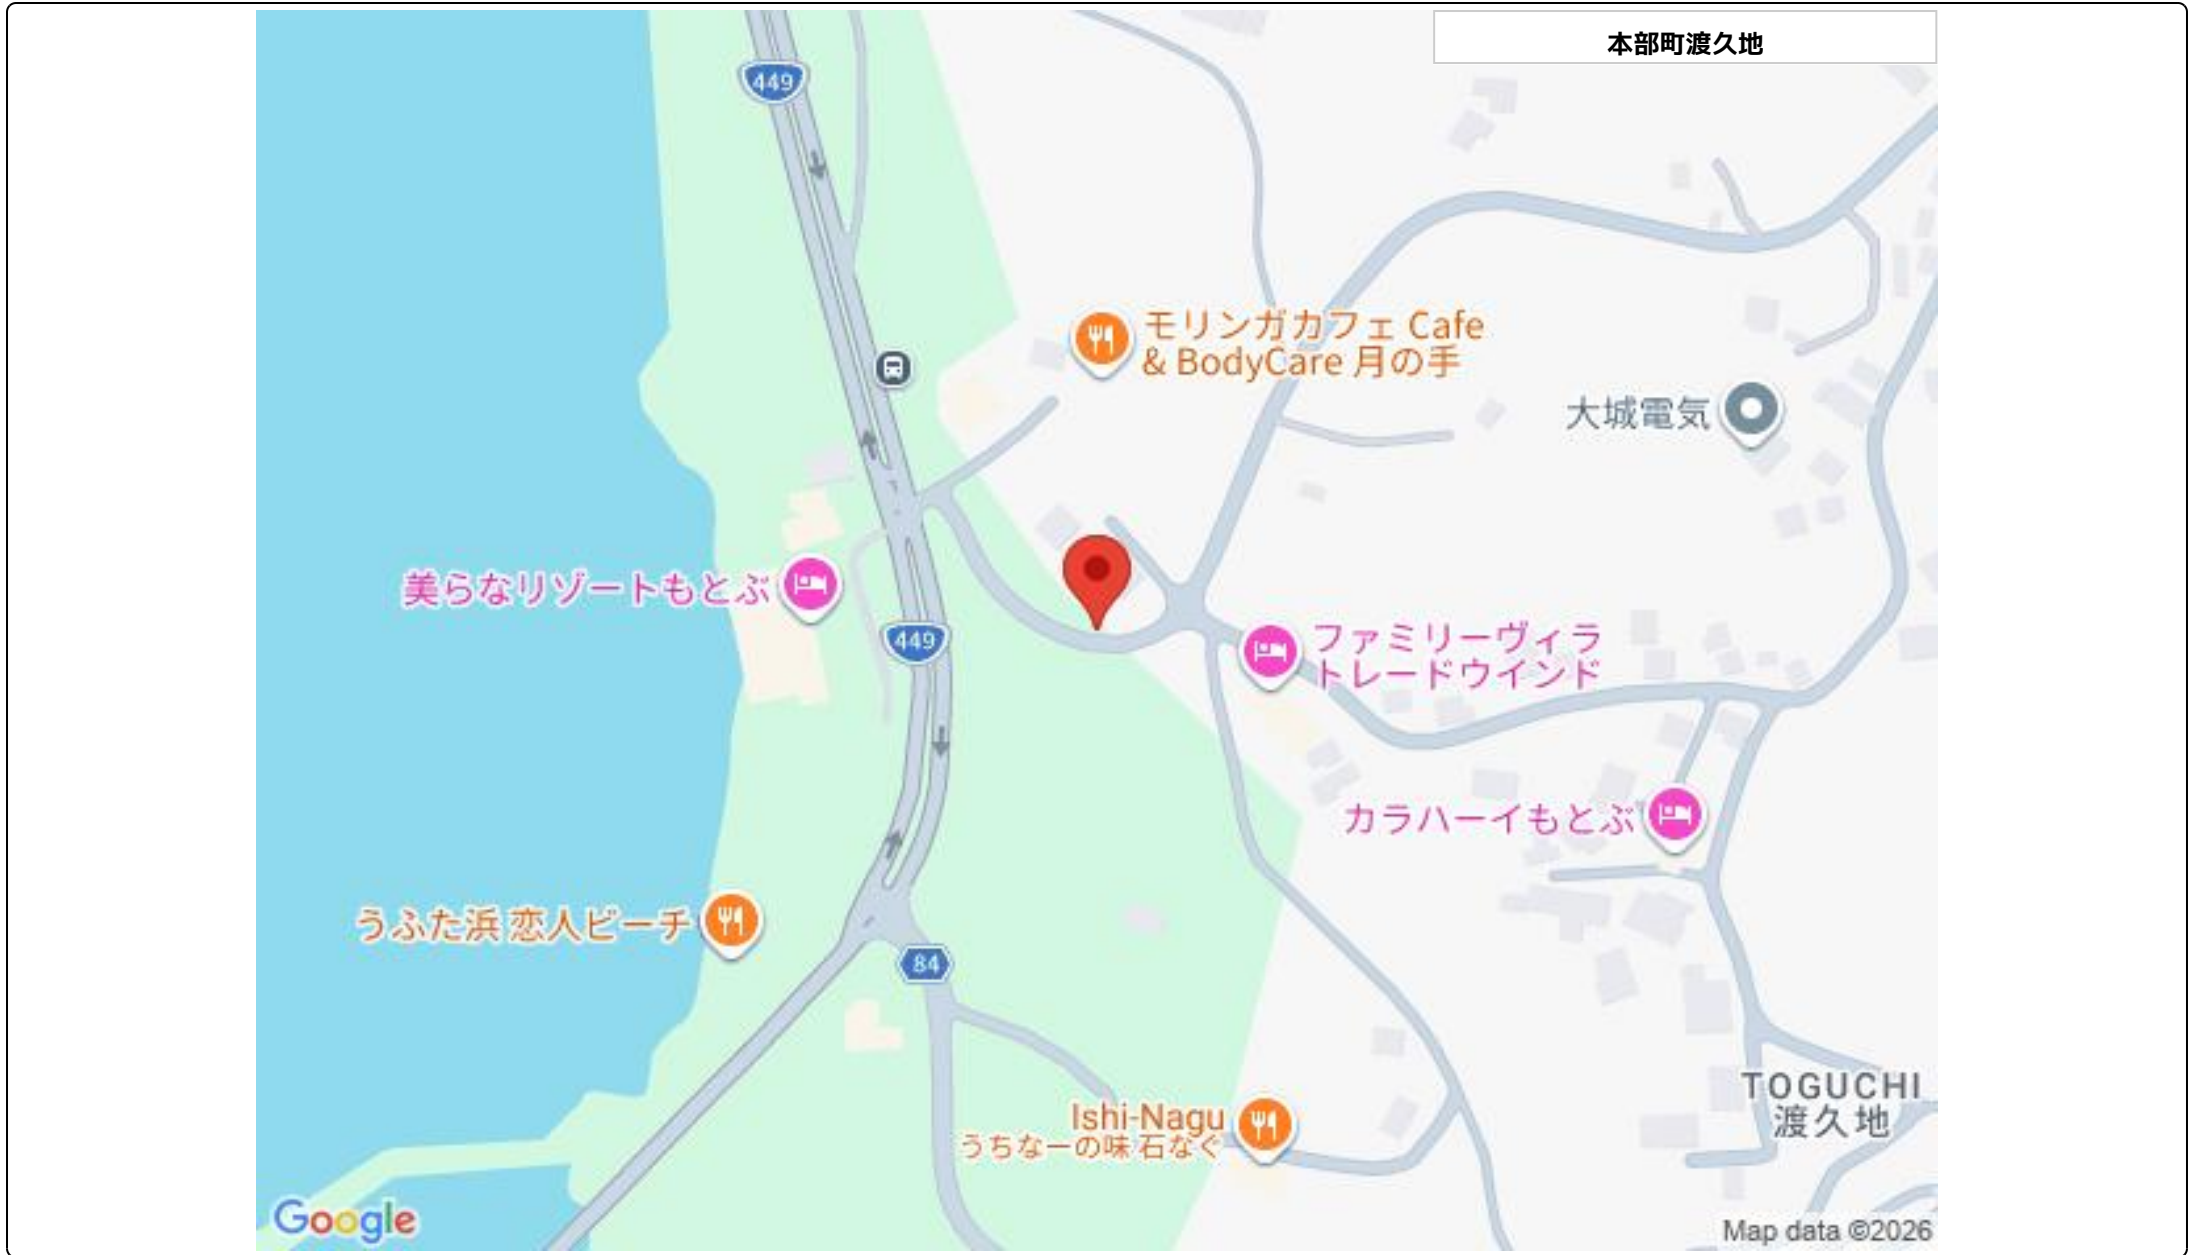 本部町渡久地
449
モリンガカフェ Cafe
& BodyCare 月の手
大城電気
美らなリゾートもとぶ
449
ファミリーヴィラ
トレードウインド
カラハーイもとぶ
うふた浜 恋人ビーチ
84
TOGUCHI
渡久地
Ishi-Nagu
うちなーの味 石なぐ
Google
Map data ©2026